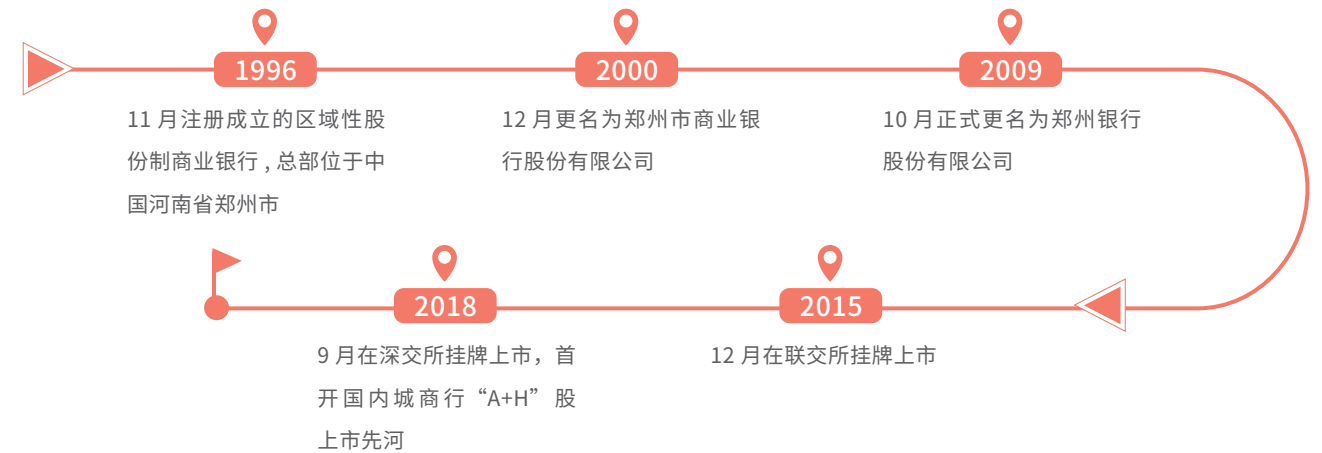 1996
11 月注册成立的区域性股
份制商业银行 , 总部位于中
国河南省郑州市
2000
12 月更名为郑州市商业银
行股份有限公司
2009
10 月正式更名为郑州银行
股份有限公司
2015
12 月在联交所挂牌上市
2018
9 月在深交所挂牌上市，首
开国内城商行“A+H” 股
上市先河